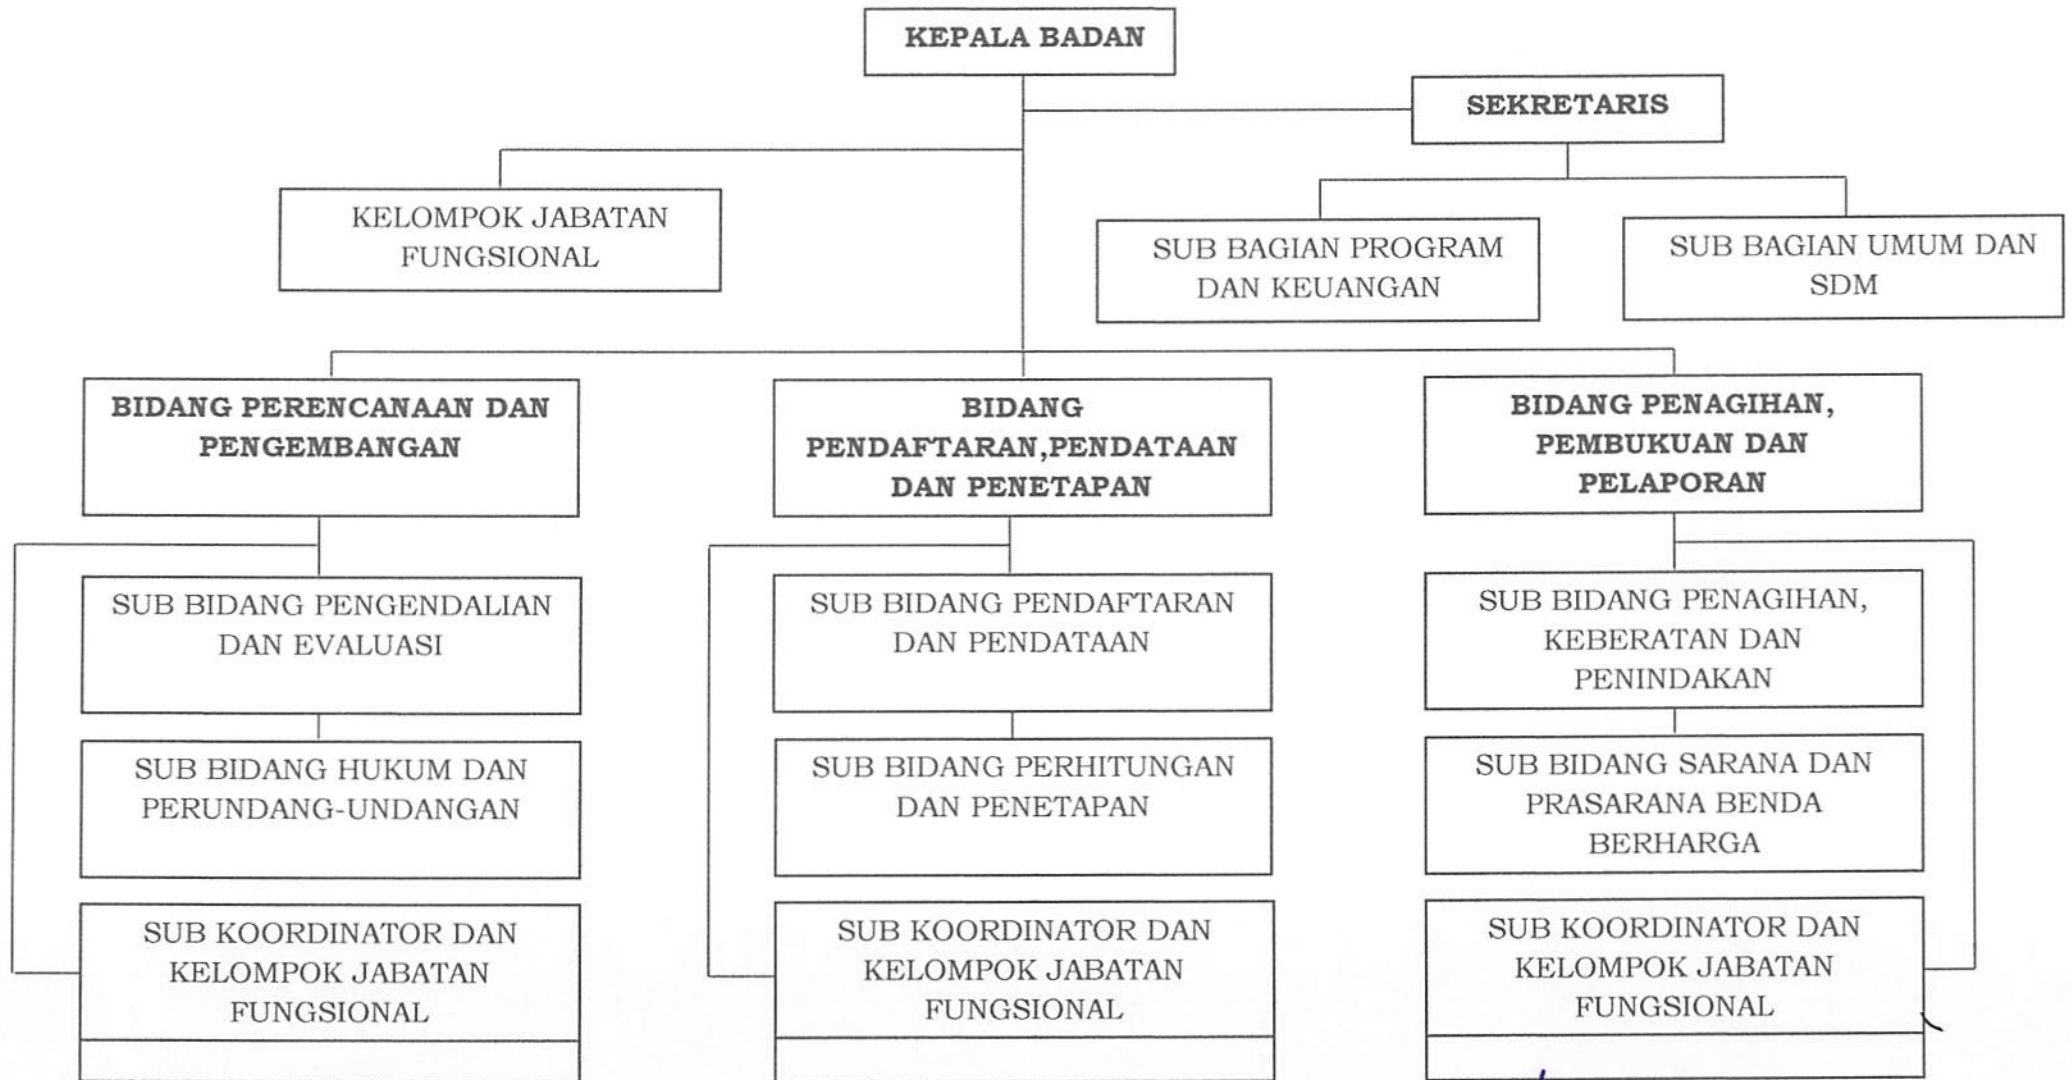 KEPALA BADAN
SEKRETARIS
KELOMPOK JABATAN
FUNGSIONAL
SUB BAGIAN PROGRAM
DAN KEUANGAN
SUB BAGIAN UMUM DAN
SDM
BIDANG PERENCANAAN DAN
PENGEMBANGAN
BIDANG
PENDAFTARAN,PENDATAAN
DAN PENETAPAN
BIDANG PENAGIHAN,
PEMBUKUAN DAN
PELAPORAN
SUB BIDANG PENGENDALIAN
DAN EVALUASI
SUB BIDANG PENDAFTARAN
DAN PENDATAAN
SUB BIDANG PENAGIHAN,
KEBERATAN DAN
PENINDAKAN
SUB BIDANG HUKUM DAN
PERUNDANG-UNDANGAN
SUB BIDANG PERHITUNGAN
DAN PENETAPAN
SUB BIDANG SARANA DAN
PRASARANA BENDA
BERHARGA
SUB KOORDINATOR DAN
KELOMPOK JABATAN
FUNGSIONAL
SUB KOORDINATOR DAN
KELOMPOK JABATAN
FUNGSIONAL
SUB KOORDINATOR DAN
KELOMPOK JABATAN
FUNGSIONAL